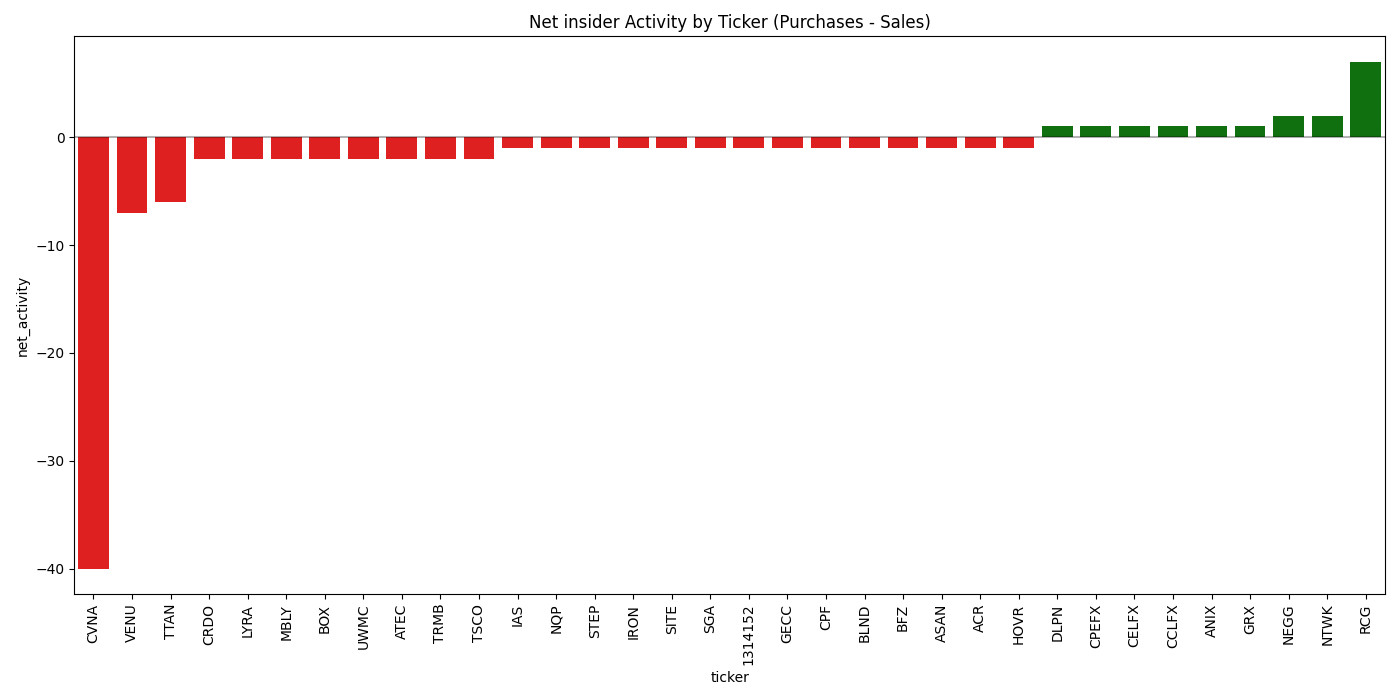 Net insider Activity by Ticker (Purchases - Sales)
net_activity
0
−10
−20
−30
−40
CVNA
VENU
TTAN
CRDO
LYRA
MBLY
BOX
UWMC
ATEC
TRMB
TSCO
IAS
NQP
STEP
IRON
SITE
SGA
1314152
GECC
CPF
BLND
BFZ
ASAN
ACR
HOVR
DLPN
CPEFX
CELFX
CCLFX
ANIX
GRX
NEGG
NTWK
RCG
ticker